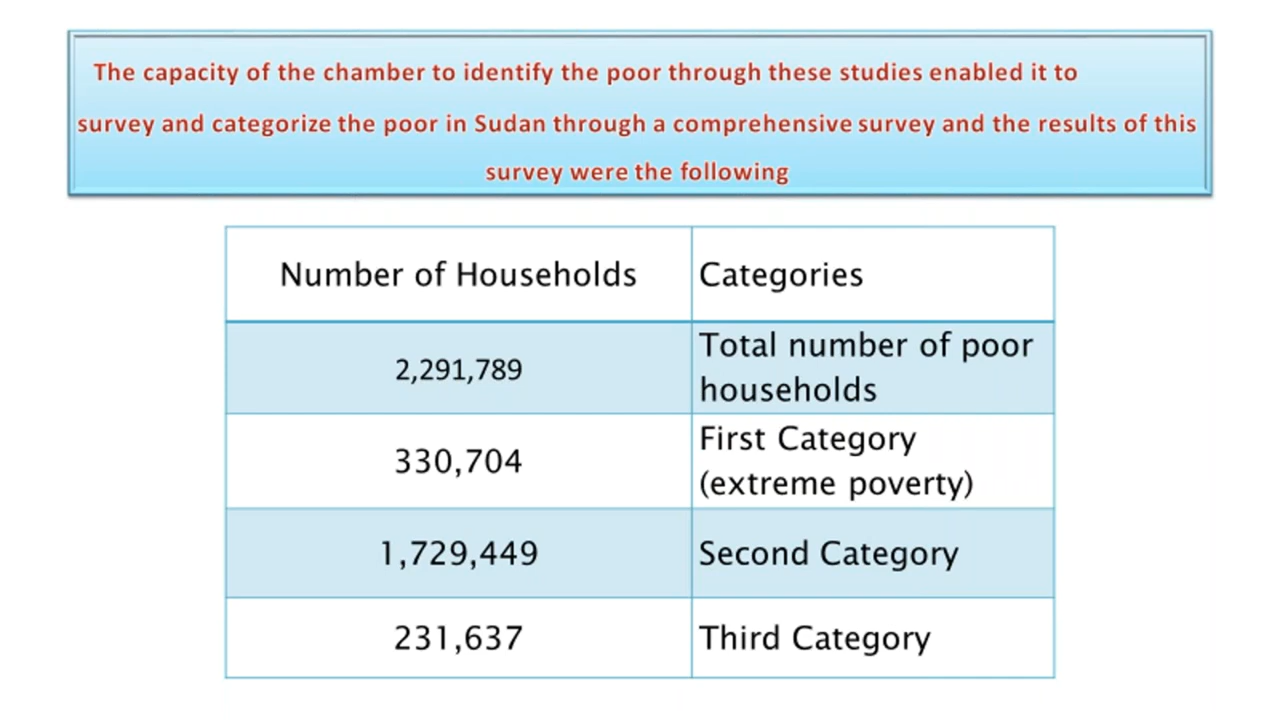 The capacity of the chamber to identify the poor through these studies enabled it to
survey and categorize the poor in Sudan through a comprehensive survey and the results of this
survey were the following
Number of Households Categories
2,291,789 Total number of poor
households
330,704 First Category
(extreme poverty)
1,729,449 Second Category
231,637 Third Category